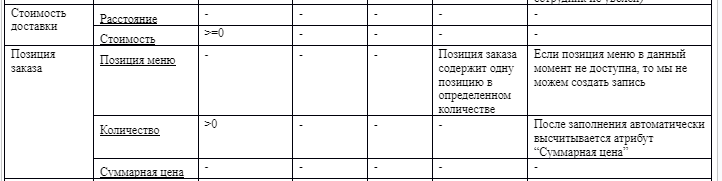 сотрудник не уволен)
Стоимость доставки | Расстояние | - | - | - | - | -
Стоимость | >=0 | - | - | - | -
Позиция заказа | Позиция меню | - | - | - | Позиция заказа содержит одну позицию в определенном количестве | Если позиция меню в данный момент не доступна, то мы не можем создать запись
Количество | >0 | - | - | - | После заполнения автоматически высчитывается атрибут “Суммарная цена”
Суммарная цена | - | - | - | - | -